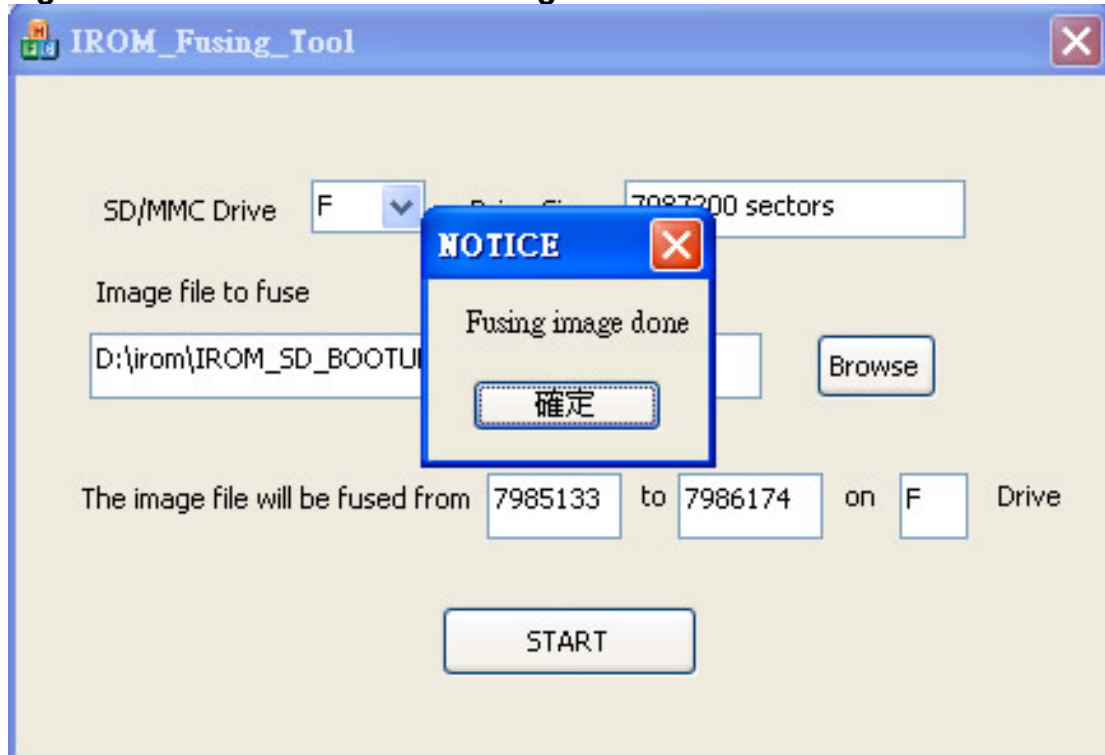 IROM_Fusing_Tool
SD/MMC Drive F 7987200 sectors
NOTICE
Image file to fuse
Fusing image done
D:\irom\IROM_SD_BOOTU
Browse
確定
The image file will be fused from 7985133 to 7986174 on F Drive
START